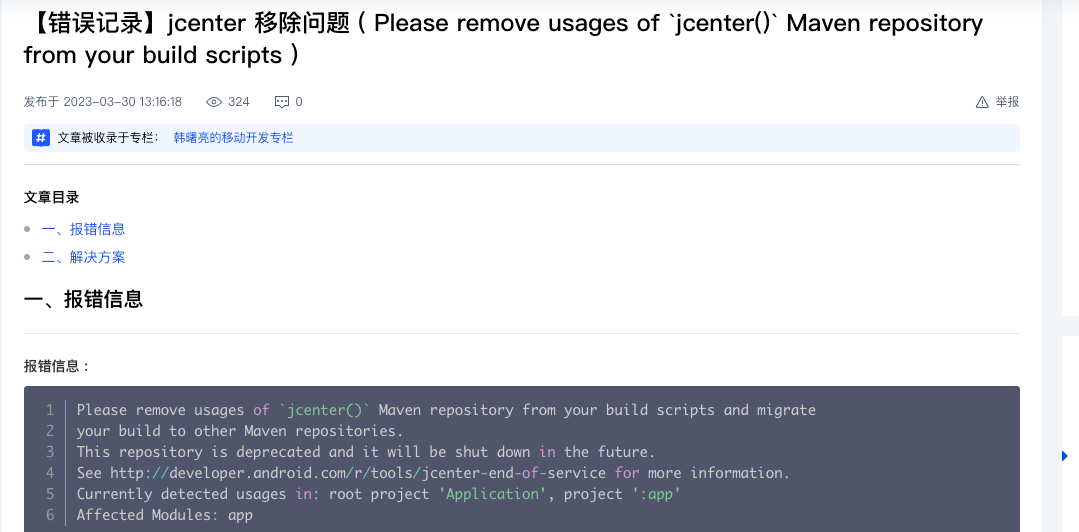 【错误记录】jcenter 移除问题 ( Please remove usages of `jcenter()` Maven repository
from your build scripts )
发布于 2023-03-30 13:16:18 324 0 举报
# 文章被收录于专栏： 韩曙亮的移动开发专栏
文章目录
一、报错信息
二、解决方案
一、报错信息
报错信息 :
1 Please remove usages of `jcenter()` Maven repository from your build scripts and migrate
2 your build to other Maven repositories.
3 This repository is deprecated and it will be shut down in the future.
4 See http://developer.android.com/r/tools/jcenter-end-of-service for more information.
5 Currently detected usages in: root project 'Application', project ':app'
6 Affected Modules: app